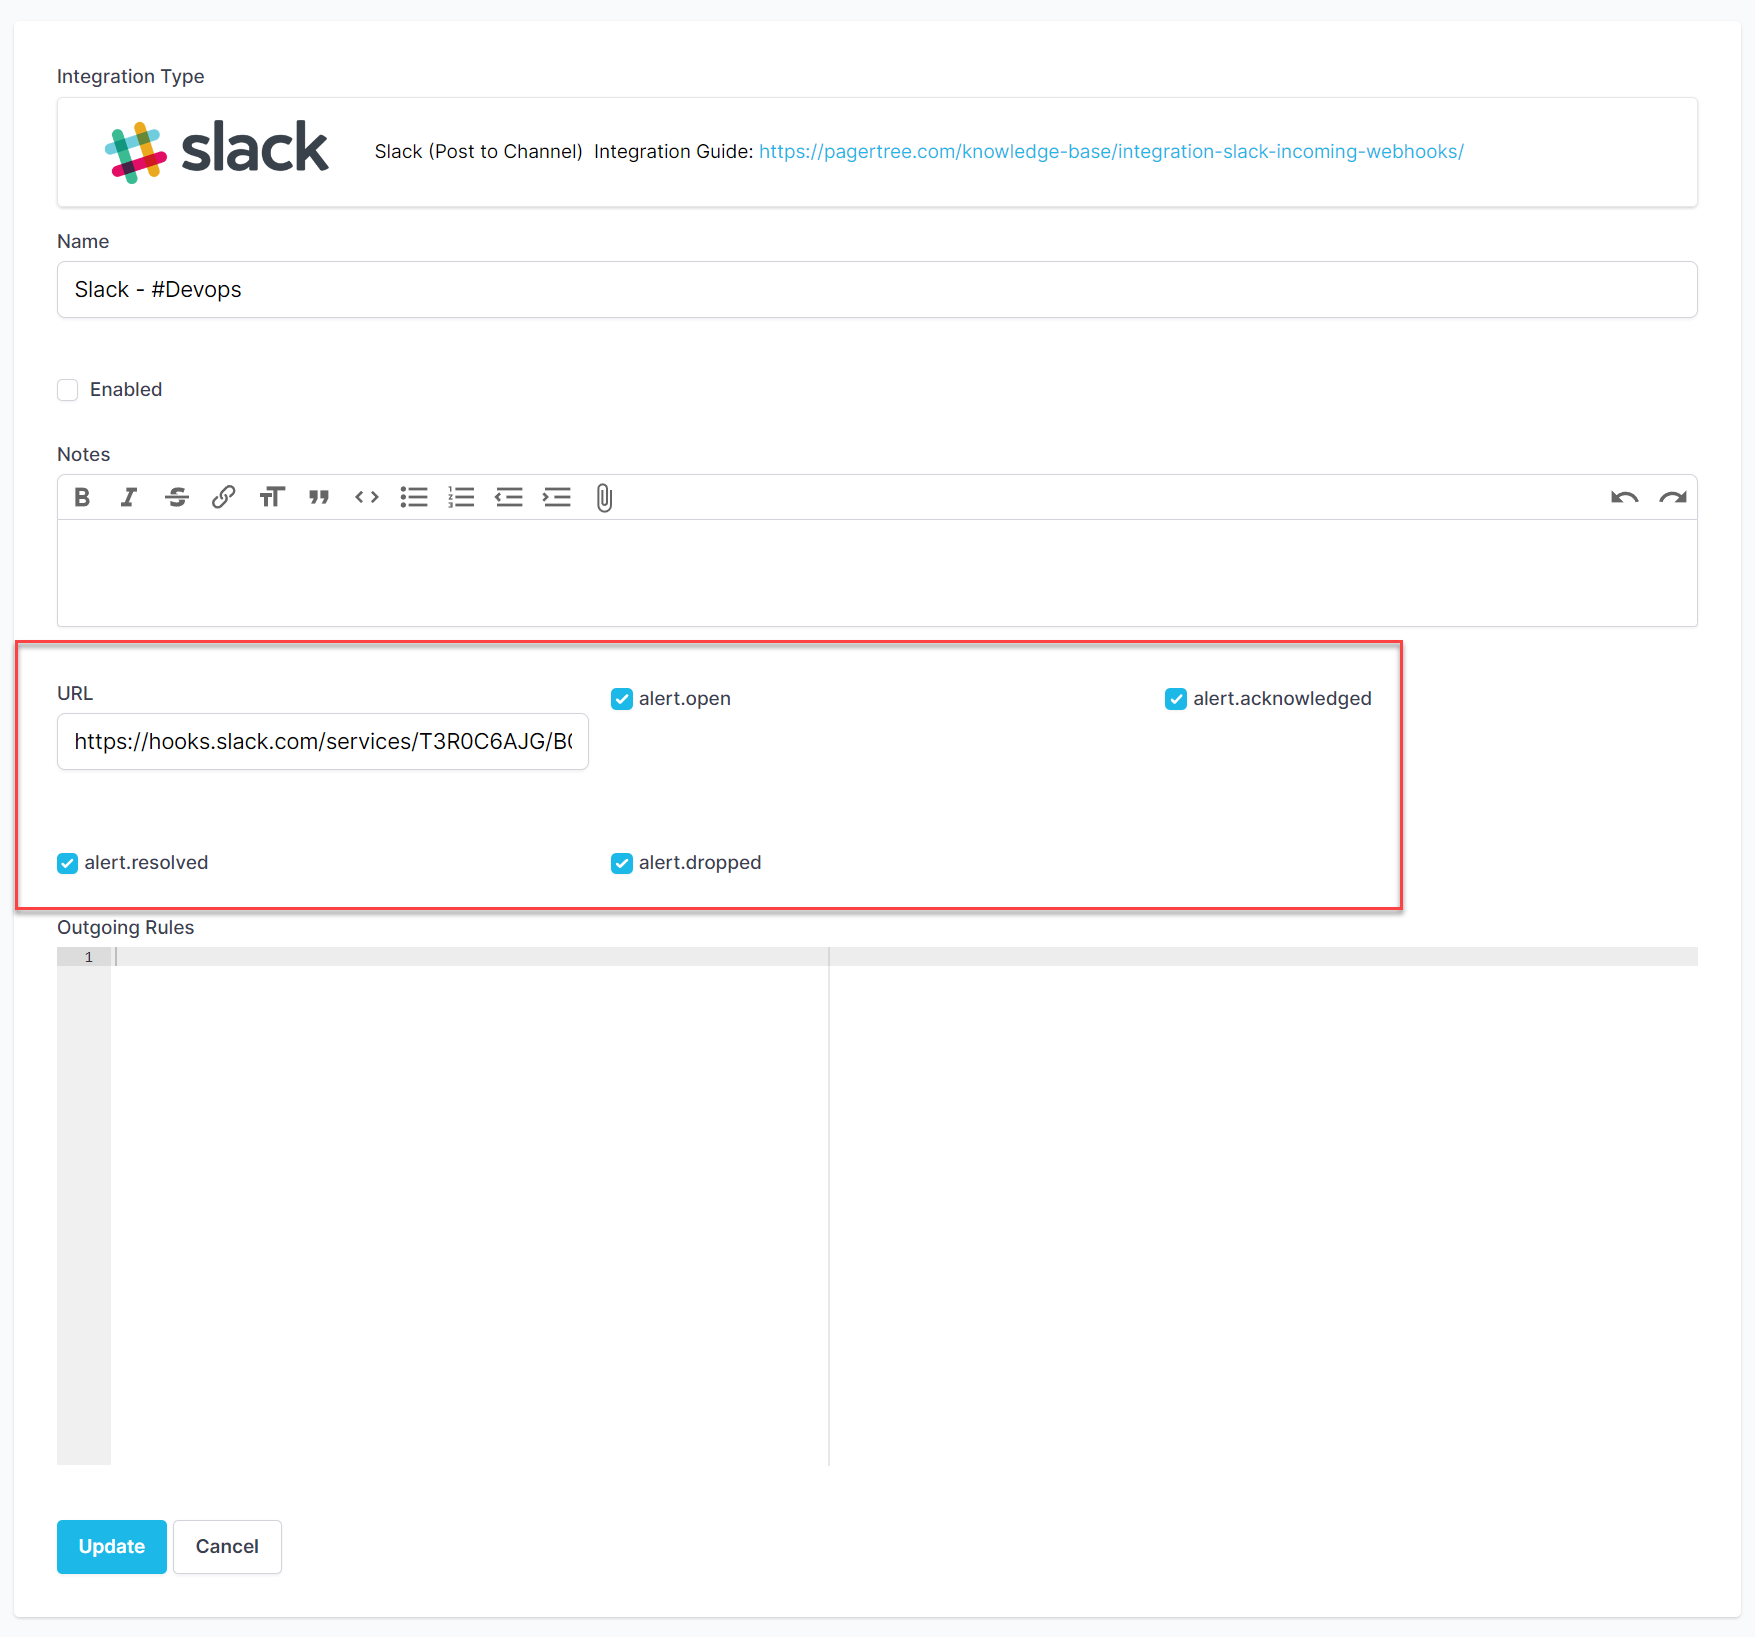 Integration Type
slack
Slack (Post to Channel) Integration Guide: https://pagertree.com/knowledge-base/integration-slack-incoming-webhooks/
Name
Slack - #Devops
Enabled
Notes
URL
alert.open
alert.acknowledged
https://hooks.slack.com/services/T3R0C6AJG/B0
alert.resolved
alert.dropped
Outgoing Rules
1
Update Cancel